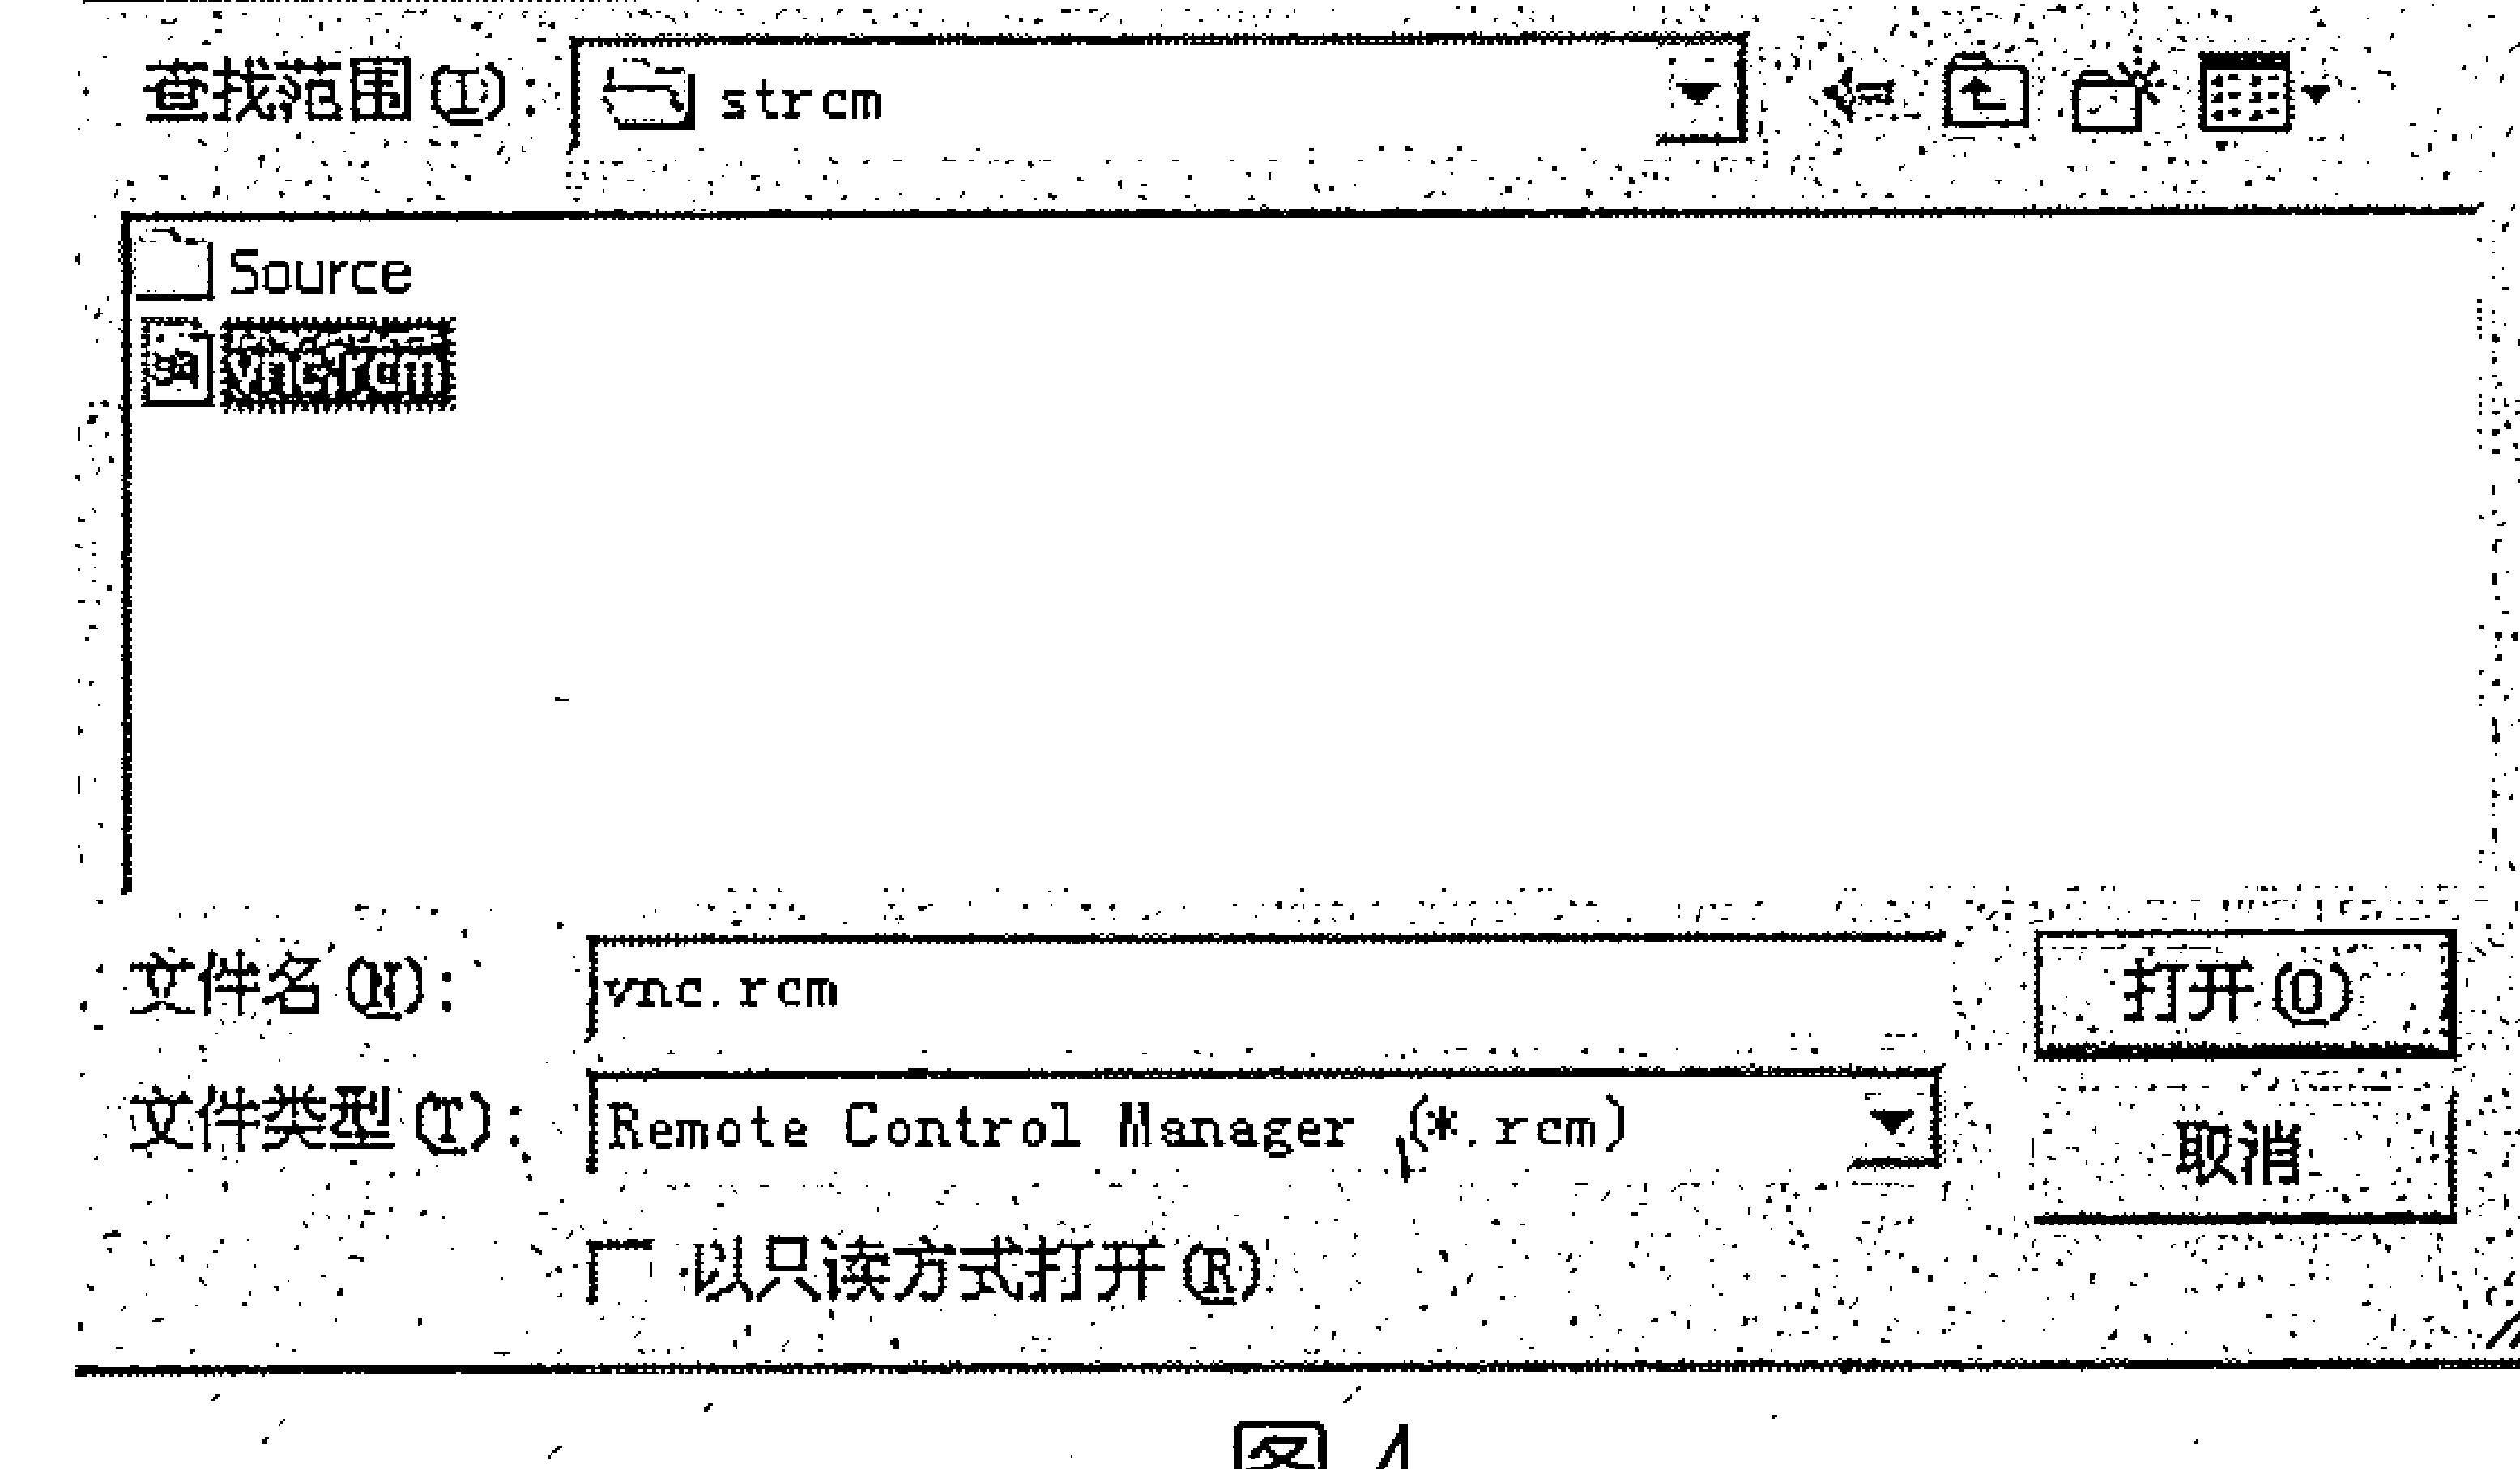 查找范围(I): strcm
Source
vnc.rcm
文件名(N): vnc.rcm 打开(O)
文件类型(T): Remote Control Manager (*.rcm) 取消
以只读方式打开(R)
图